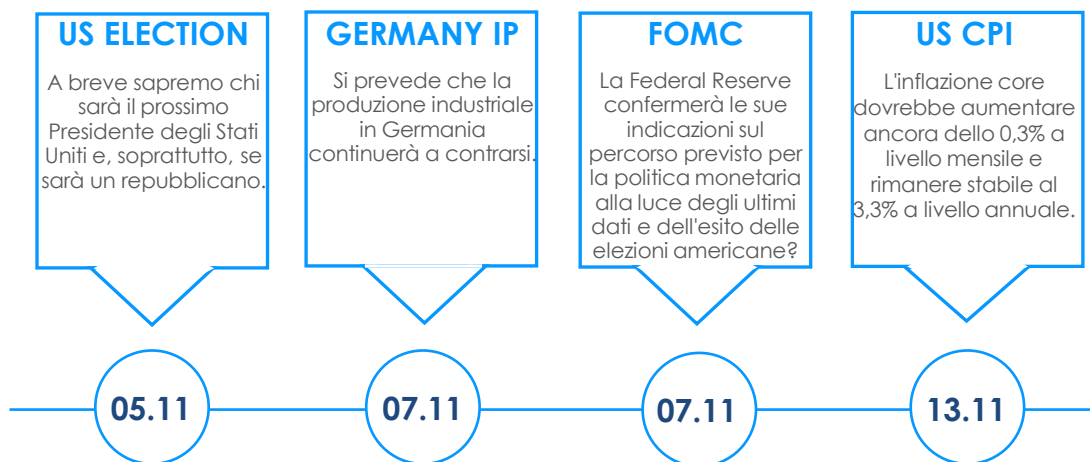 US ELECTION
A breve sapremo chi
sarà il prossimo
Presidente degli Stati
Uniti e, soprattutto, se
sarà un repubblicano.
05.11
GERMANY IP
Si prevede che la
produzione industriale
in Germania
continuerà a contrarsi.
07.11
FOMC
La Federal Reserve
confermerà le sue
indicazioni sul
percorso previsto per
la politica monetaria
alla luce degli ultimi
dati e dell'esito delle
elezioni americane?
07.11
US CPI
L'inflazione core
dovrebbe aumentare
ancora dello 0,3% a
livello mensile e
rimanere stabile al
3,3% a livello annuale.
13.11